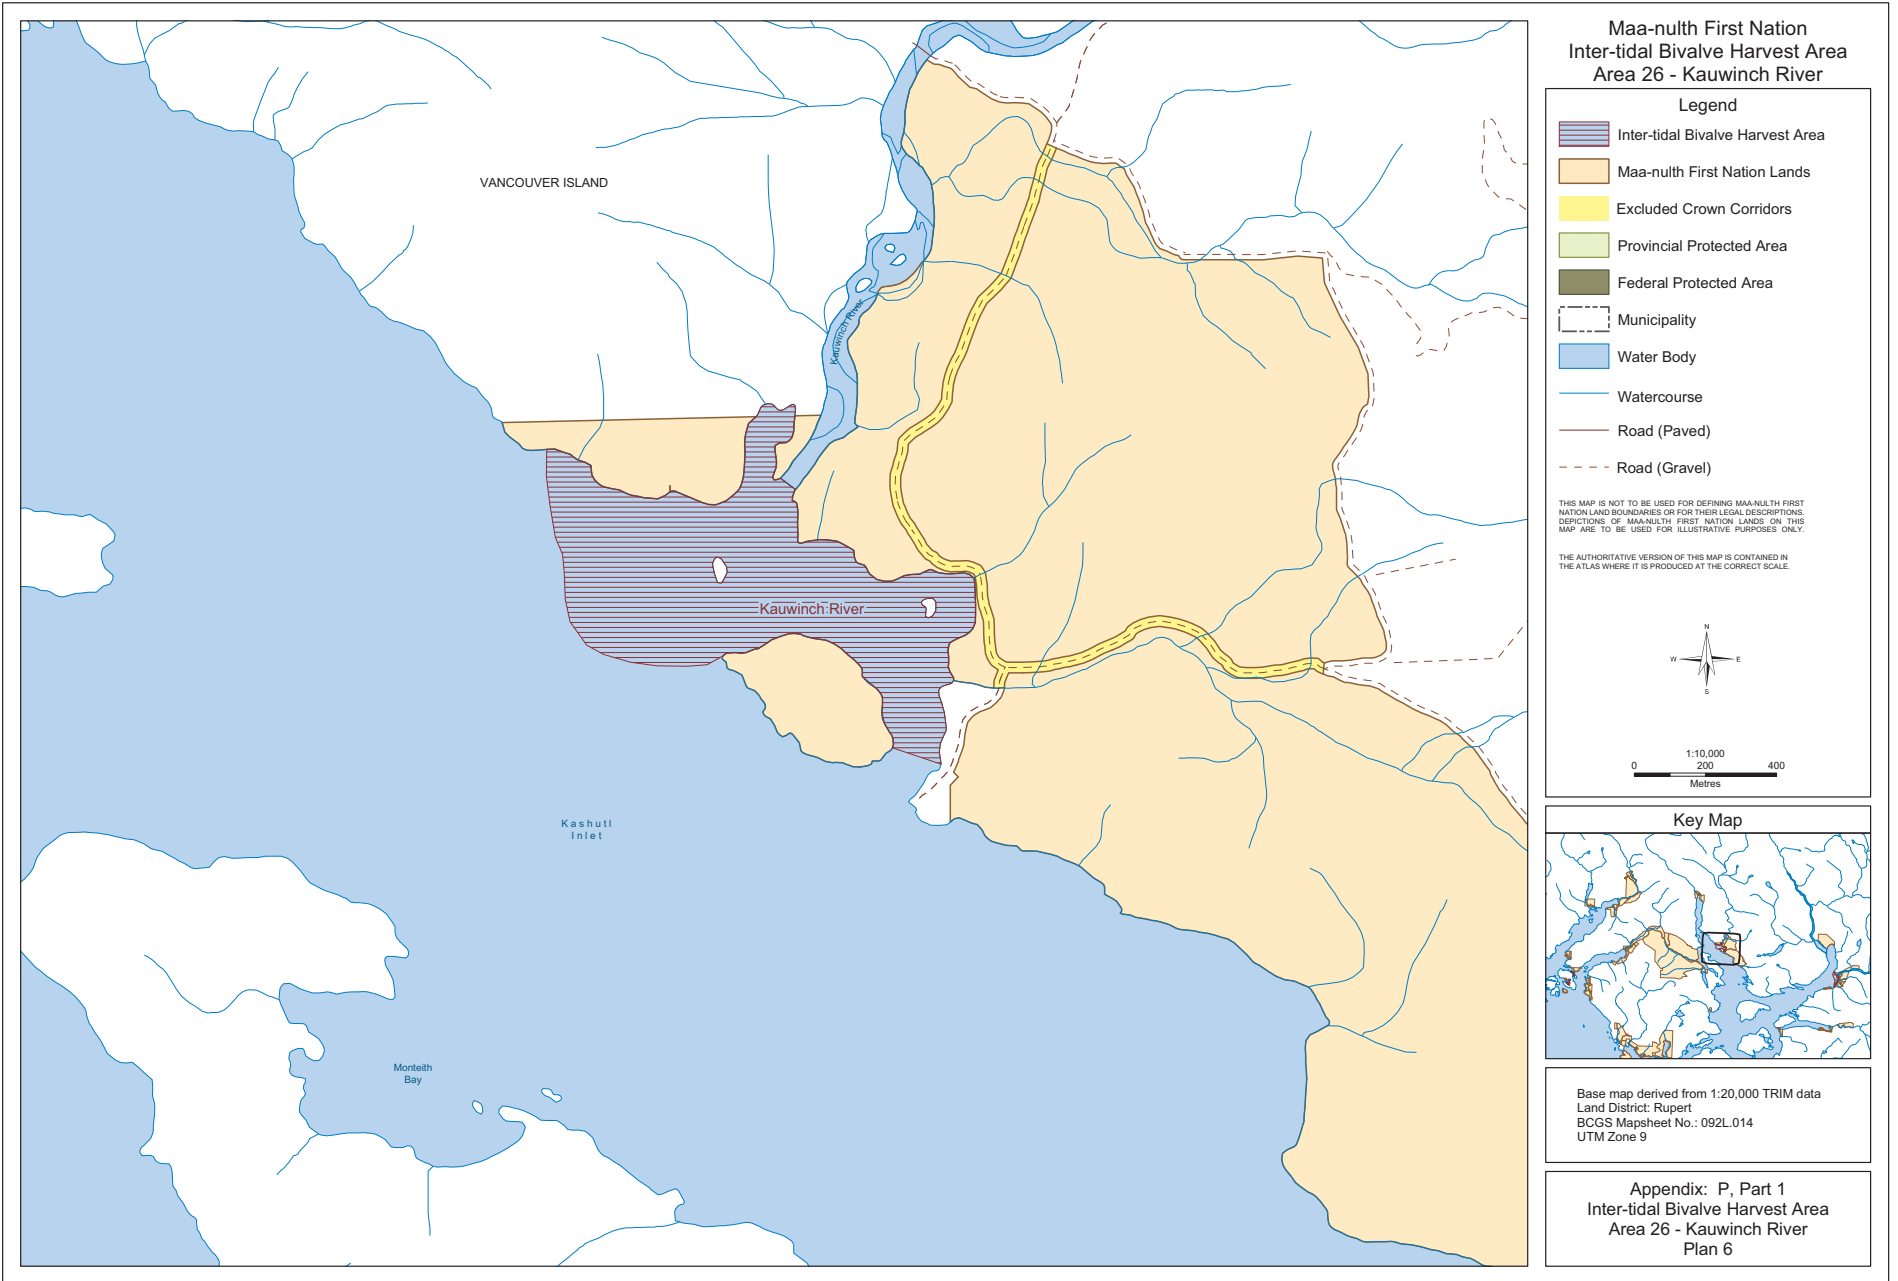 Maa-nulth First Nation
Inter-tidal Bivalve Harvest Area
Area 26 - Kauwinch River
Legend
Inter-tidal Bivalve Harvest Area
Maa-nulth First Nation Lands
Excluded Crown Corridors
Provincial Protected Area
Federal Protected Area
Municipality
Water Body
Watercourse
Road (Paved)
Road (Gravel)
THIS MAP IS NOT TO BE USED FOR DEFINING MAA-NULTH FIRST
NATION LAND BOUNDARIES OR FOR THEIR LEGAL DESCRIPTIONS.
DEPICTIONS OF MAA-NULTH FIRST NATION LANDS ON THIS
MAP ARE TO BE USED FOR ILLUSTRATIVE PURPOSES ONLY.
THE AUTHORITATIVE VERSION OF THIS MAP IS CONTAINED IN
THE ATLAS WHERE IT IS PRODUCED AT THE CORRECT SCALE.
N
W E
S
1:10,000
0 200 400
Metres
Key Map
Base map derived from 1:20,000 TRIM data
Land District: Rupert
BCGS Mapsheet No.: 092L.014
UTM Zone 9
Appendix: P, Part 1
Inter-tidal Bivalve Harvest Area
Area 26 - Kauwinch River
Plan 6
VANCOUVER ISLAND
Kauwinch River
Kauwinch River
Kashutl
Inlet
Monteith
Bay